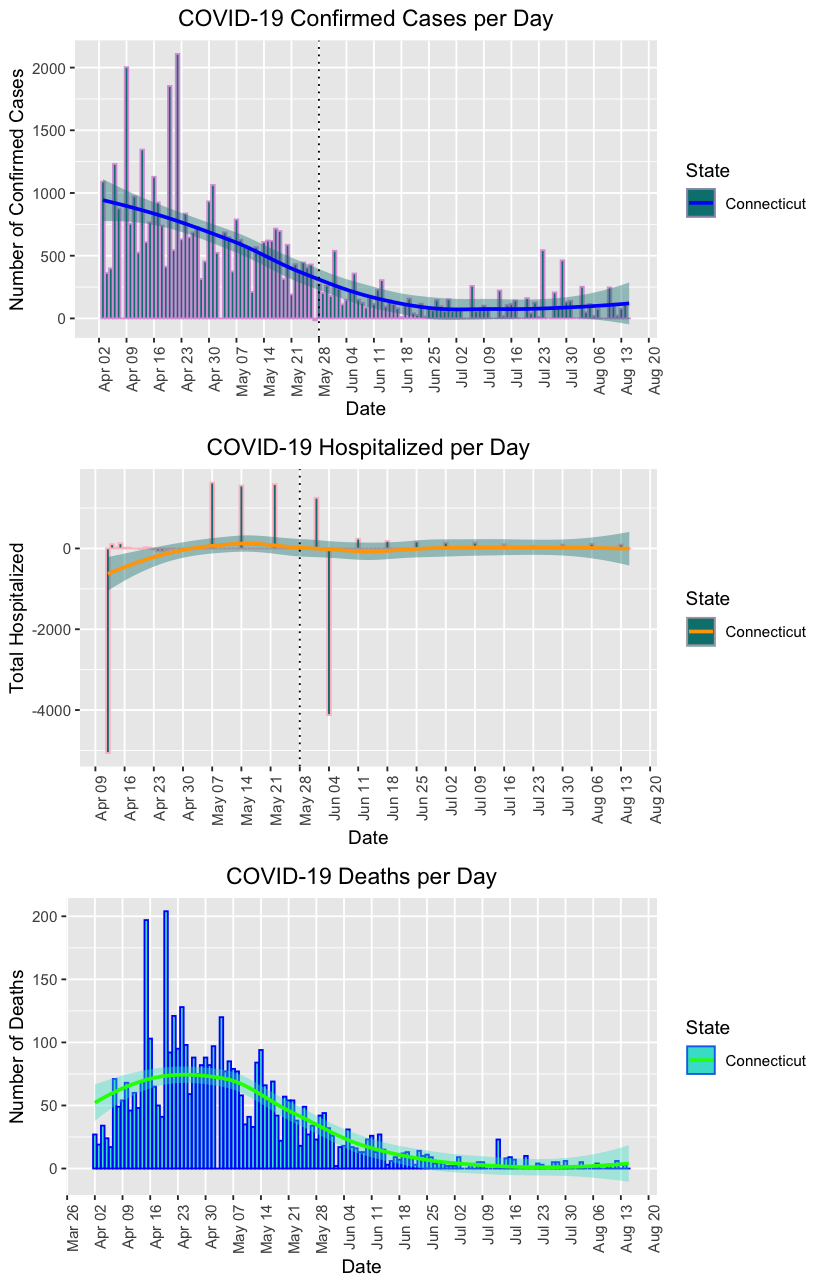 COVID-19 Confirmed Cases per Day
Number of Confirmed Cases
2000
1500
1000
500
0
Apr 02
Apr 09
Apr 16
Apr 23
Apr 30
May 07
May 14
May 21
May 28
Jun 04
Jun 11
Jun 18
Jun 25
Jul 02
Jul 09
Jul 16
Jul 23
Jul 30
Aug 06
Aug 13
Aug 20
Date
State
Connecticut
COVID-19 Hospitalized per Day
Total Hospitalized
0
-2000
-4000
Apr 09
Apr 16
Apr 23
Apr 30
May 07
May 14
May 21
May 28
Jun 04
Jun 11
Jun 18
Jun 25
Jul 02
Jul 09
Jul 16
Jul 23
Jul 30
Aug 06
Aug 13
Aug 20
Date
State
Connecticut
COVID-19 Deaths per Day
Number of Deaths
200
150
100
50
0
Mar 26
Apr 02
Apr 09
Apr 16
Apr 23
Apr 30
May 07
May 14
May 21
May 28
Jun 04
Jun 11
Jun 18
Jun 25
Jul 02
Jul 09
Jul 16
Jul 23
Jul 30
Aug 06
Aug 13
Aug 20
Date
State
Connecticut